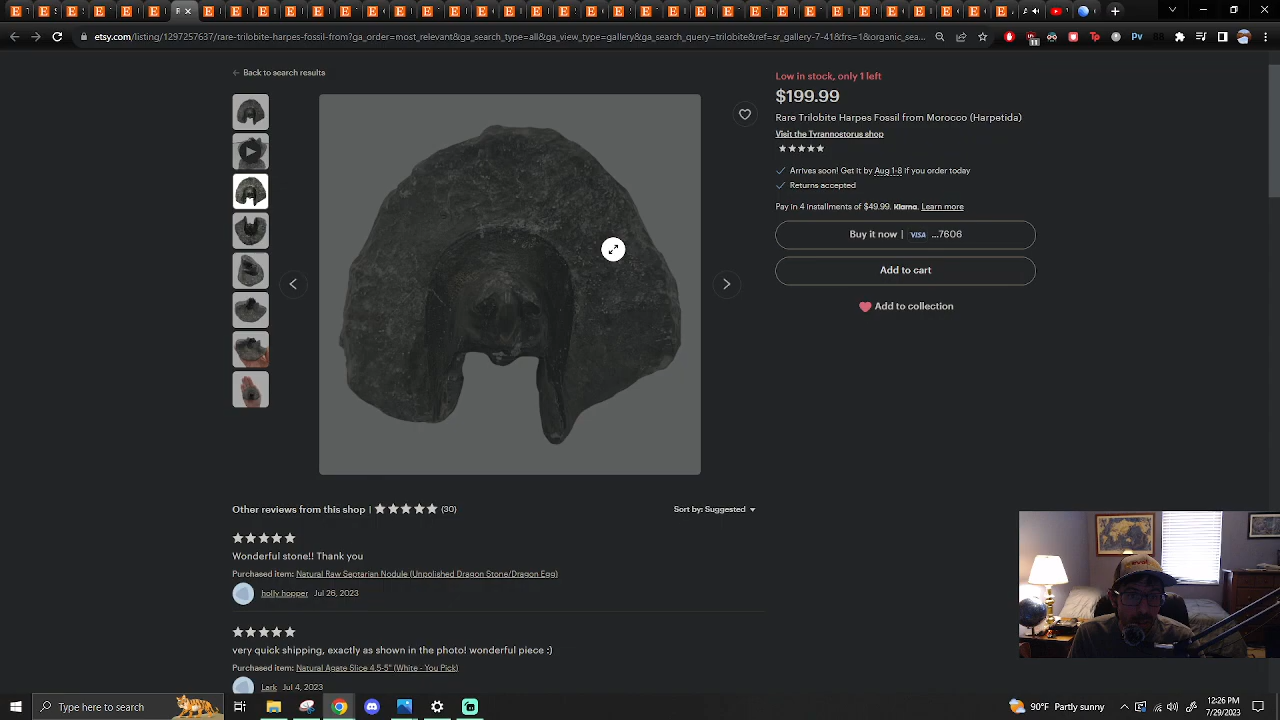 etsy.com/listing/1297257637/rare-trilobite-harpes-fossil-from?ga_order=most_relevant&ga_search_type=all&ga_view_type=gallery&ga_search_query=trilobite&ref=sr_gallery-7-41&frs=1&organic_sea...
Back to search results
Low in stock, only 1 left
$199.99
Rare Trilobite Harpes Fossil from Morocco (Harpetida)
Visit the Tyrannostorus shop
Arrives soon! Get it by Aug 1-8 if you order today
Returns accepted
Pay in 4 installments of $49.99. Klarna. Learn more
Buy it now | VISA ...7606
Add to cart
Add to collection
Other reviews from this shop | (30)
Sort by: Suggested
Wonderful stone!! Thank you
Purchased item: Natural Raw Septarian Nodule (Unpolished Dragon Stone/Dragon Egg)
holly hopper Jul 26, 2023
very quick shipping, exactly as shown in the photo! wonderful piece :)
Purchased item: Natural Agate Slice 4.5-5" (White - You Pick)
Lark Jul 4, 2023
Type here to search
90°F Partly sunny
12:26 PM
7/29/2023